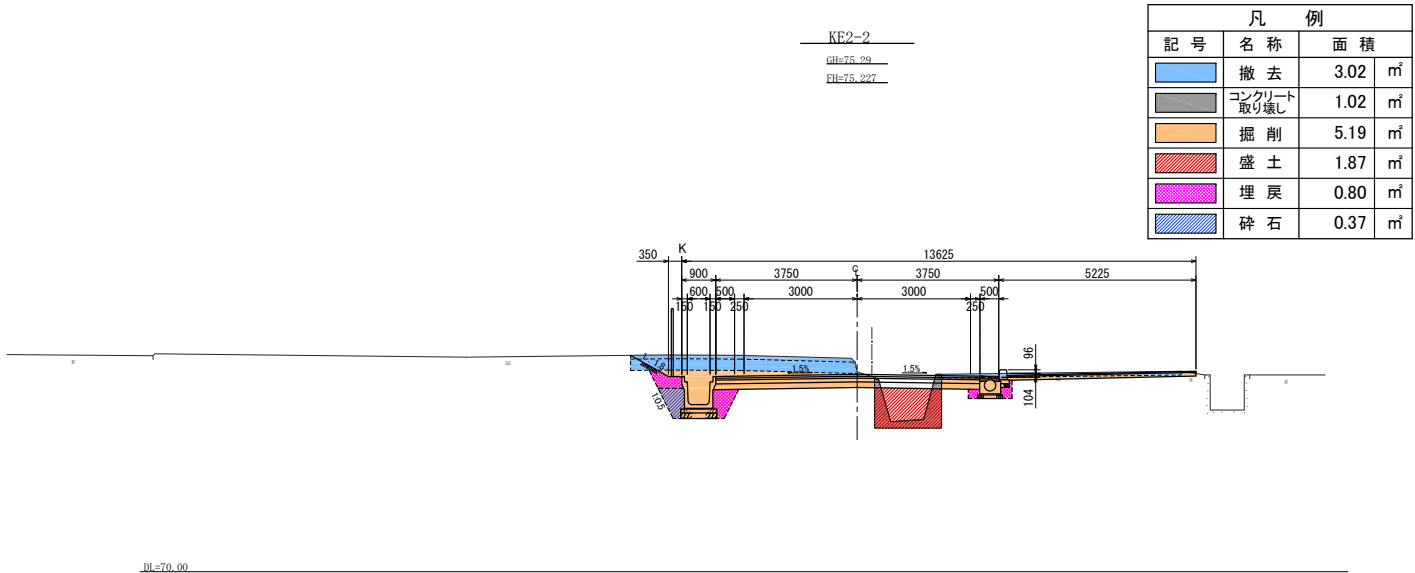 KE2-2
GH=75.29
FH=75.227
凡 例
記 号 名 称 面 積
撤 去 3.02 ㎡
コンクリート
取り壊し 1.02 ㎡
掘 削 5.19 ㎡
盛 土 1.87 ㎡
埋 戻 0.80 ㎡
砕 石 0.37 ㎡
350 K 13625
900 3750 ℄ 3750 5225
600 500 3000 3000 500
150 150 250 250
96
1.5% 1.5%
1:0.5
104
g
AS
g
g
DL=70.00